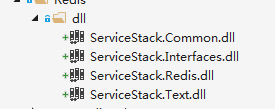 Redis
dll
ServiceStack.Common.dll
ServiceStack.Interfaces.dll
ServiceStack.Redis.dll
ServiceStack.Text.dll